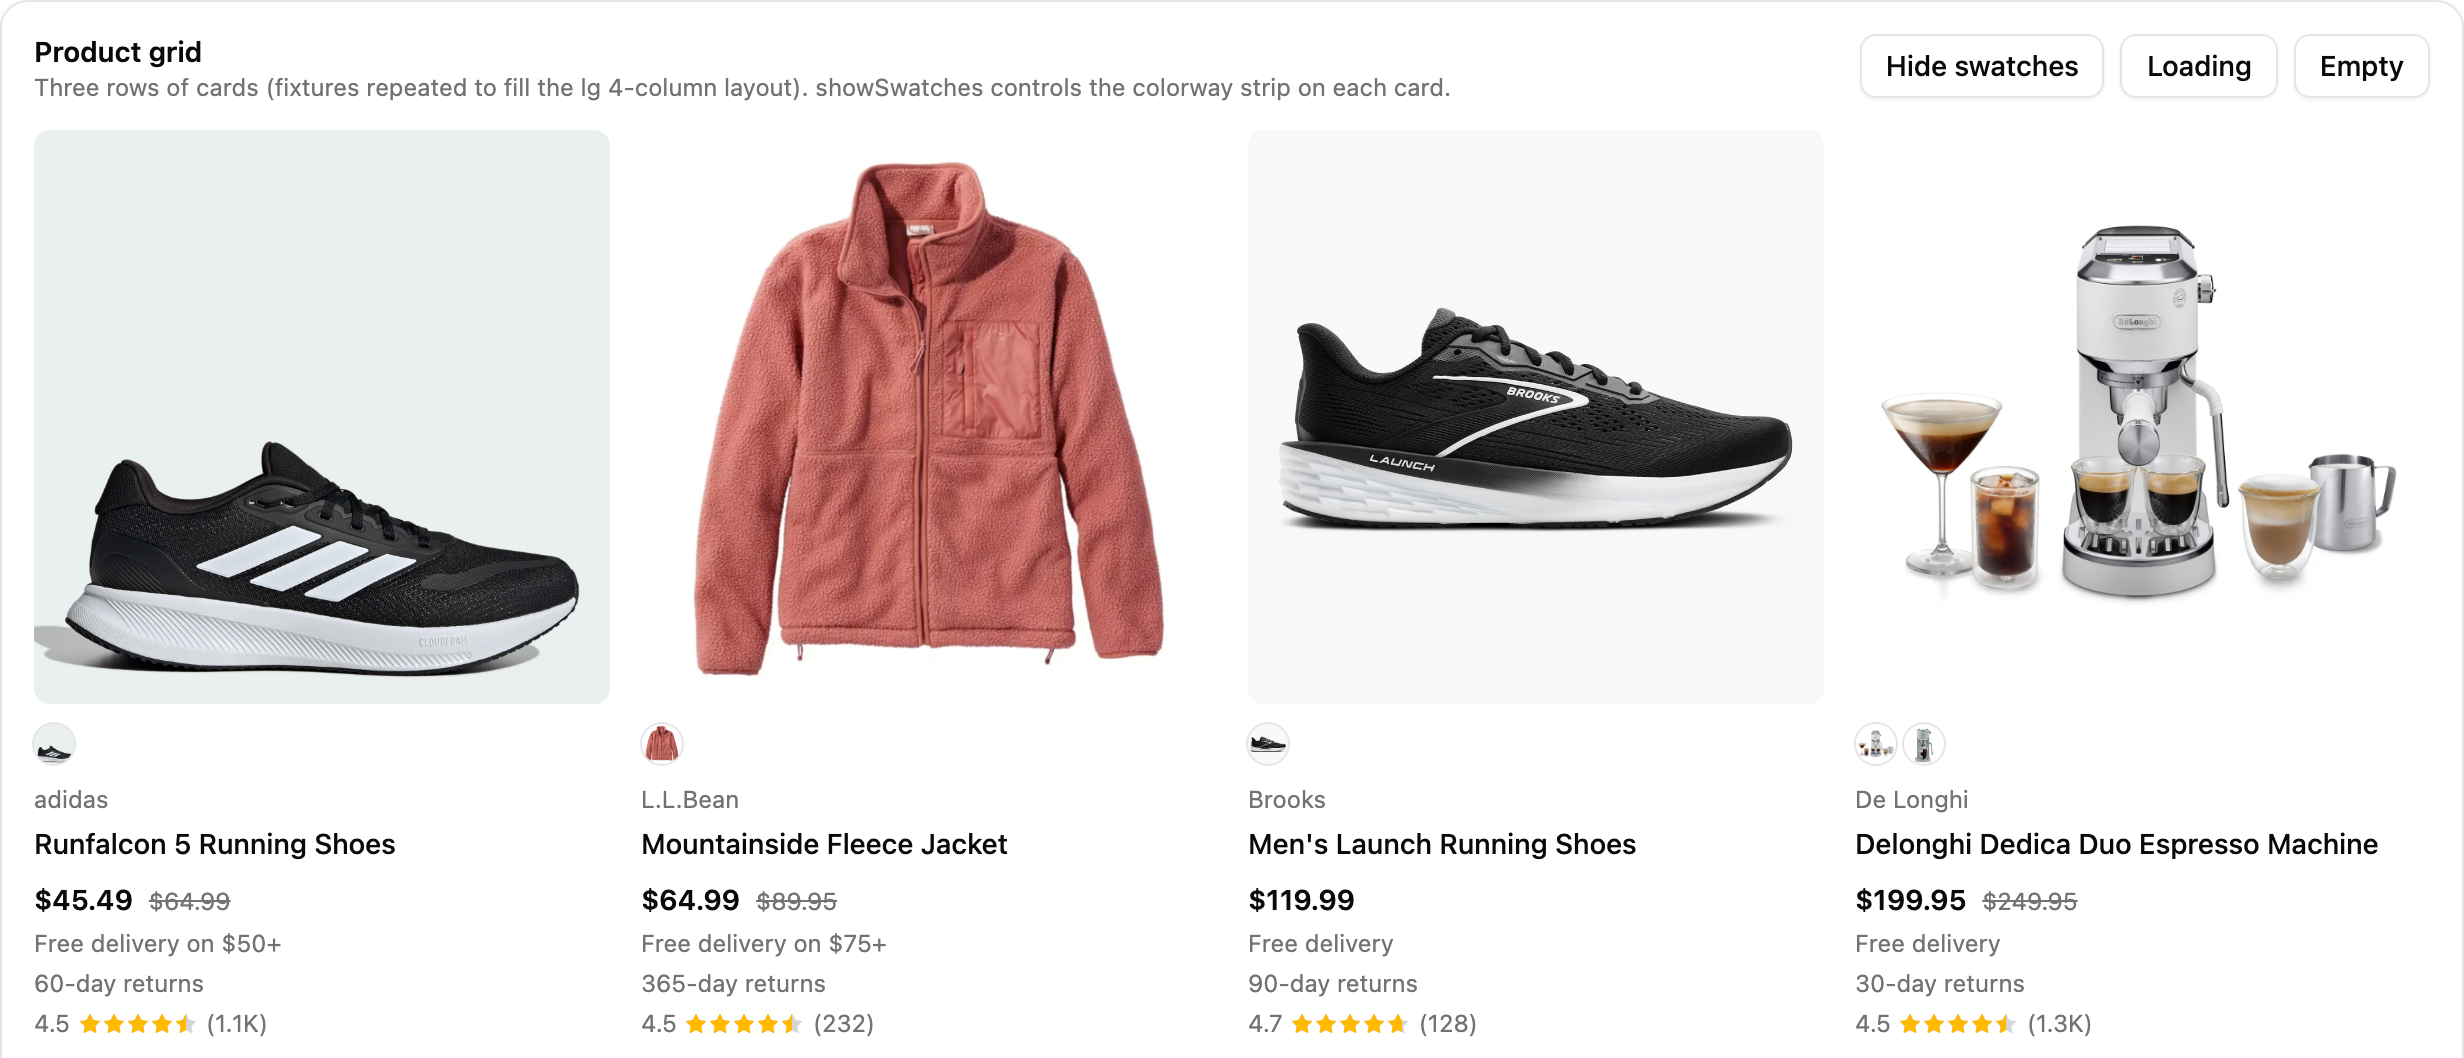 Product grid
Three rows of cards (fixtures repeated to fill the lg 4-column layout). showSwatches controls the colorway strip on each card.
Hide swatches
Loading
Empty
CLOUDFOAM
BROOKS
LAUNCH
DeLonghi
adidas
Runfalcon 5 Running Shoes
$45.49 $64.99
Free delivery on $50+
60-day returns
4.5 (1.1K)
L.L.Bean
Mountainside Fleece Jacket
$64.99 $89.95
Free delivery on $75+
365-day returns
4.5 (232)
Brooks
Men's Launch Running Shoes
$119.99
Free delivery
90-day returns
4.7 (128)
De Longhi
Delonghi Dedica Duo Espresso Machine
$199.95 $249.95
Free delivery
30-day returns
4.5 (1.3K)